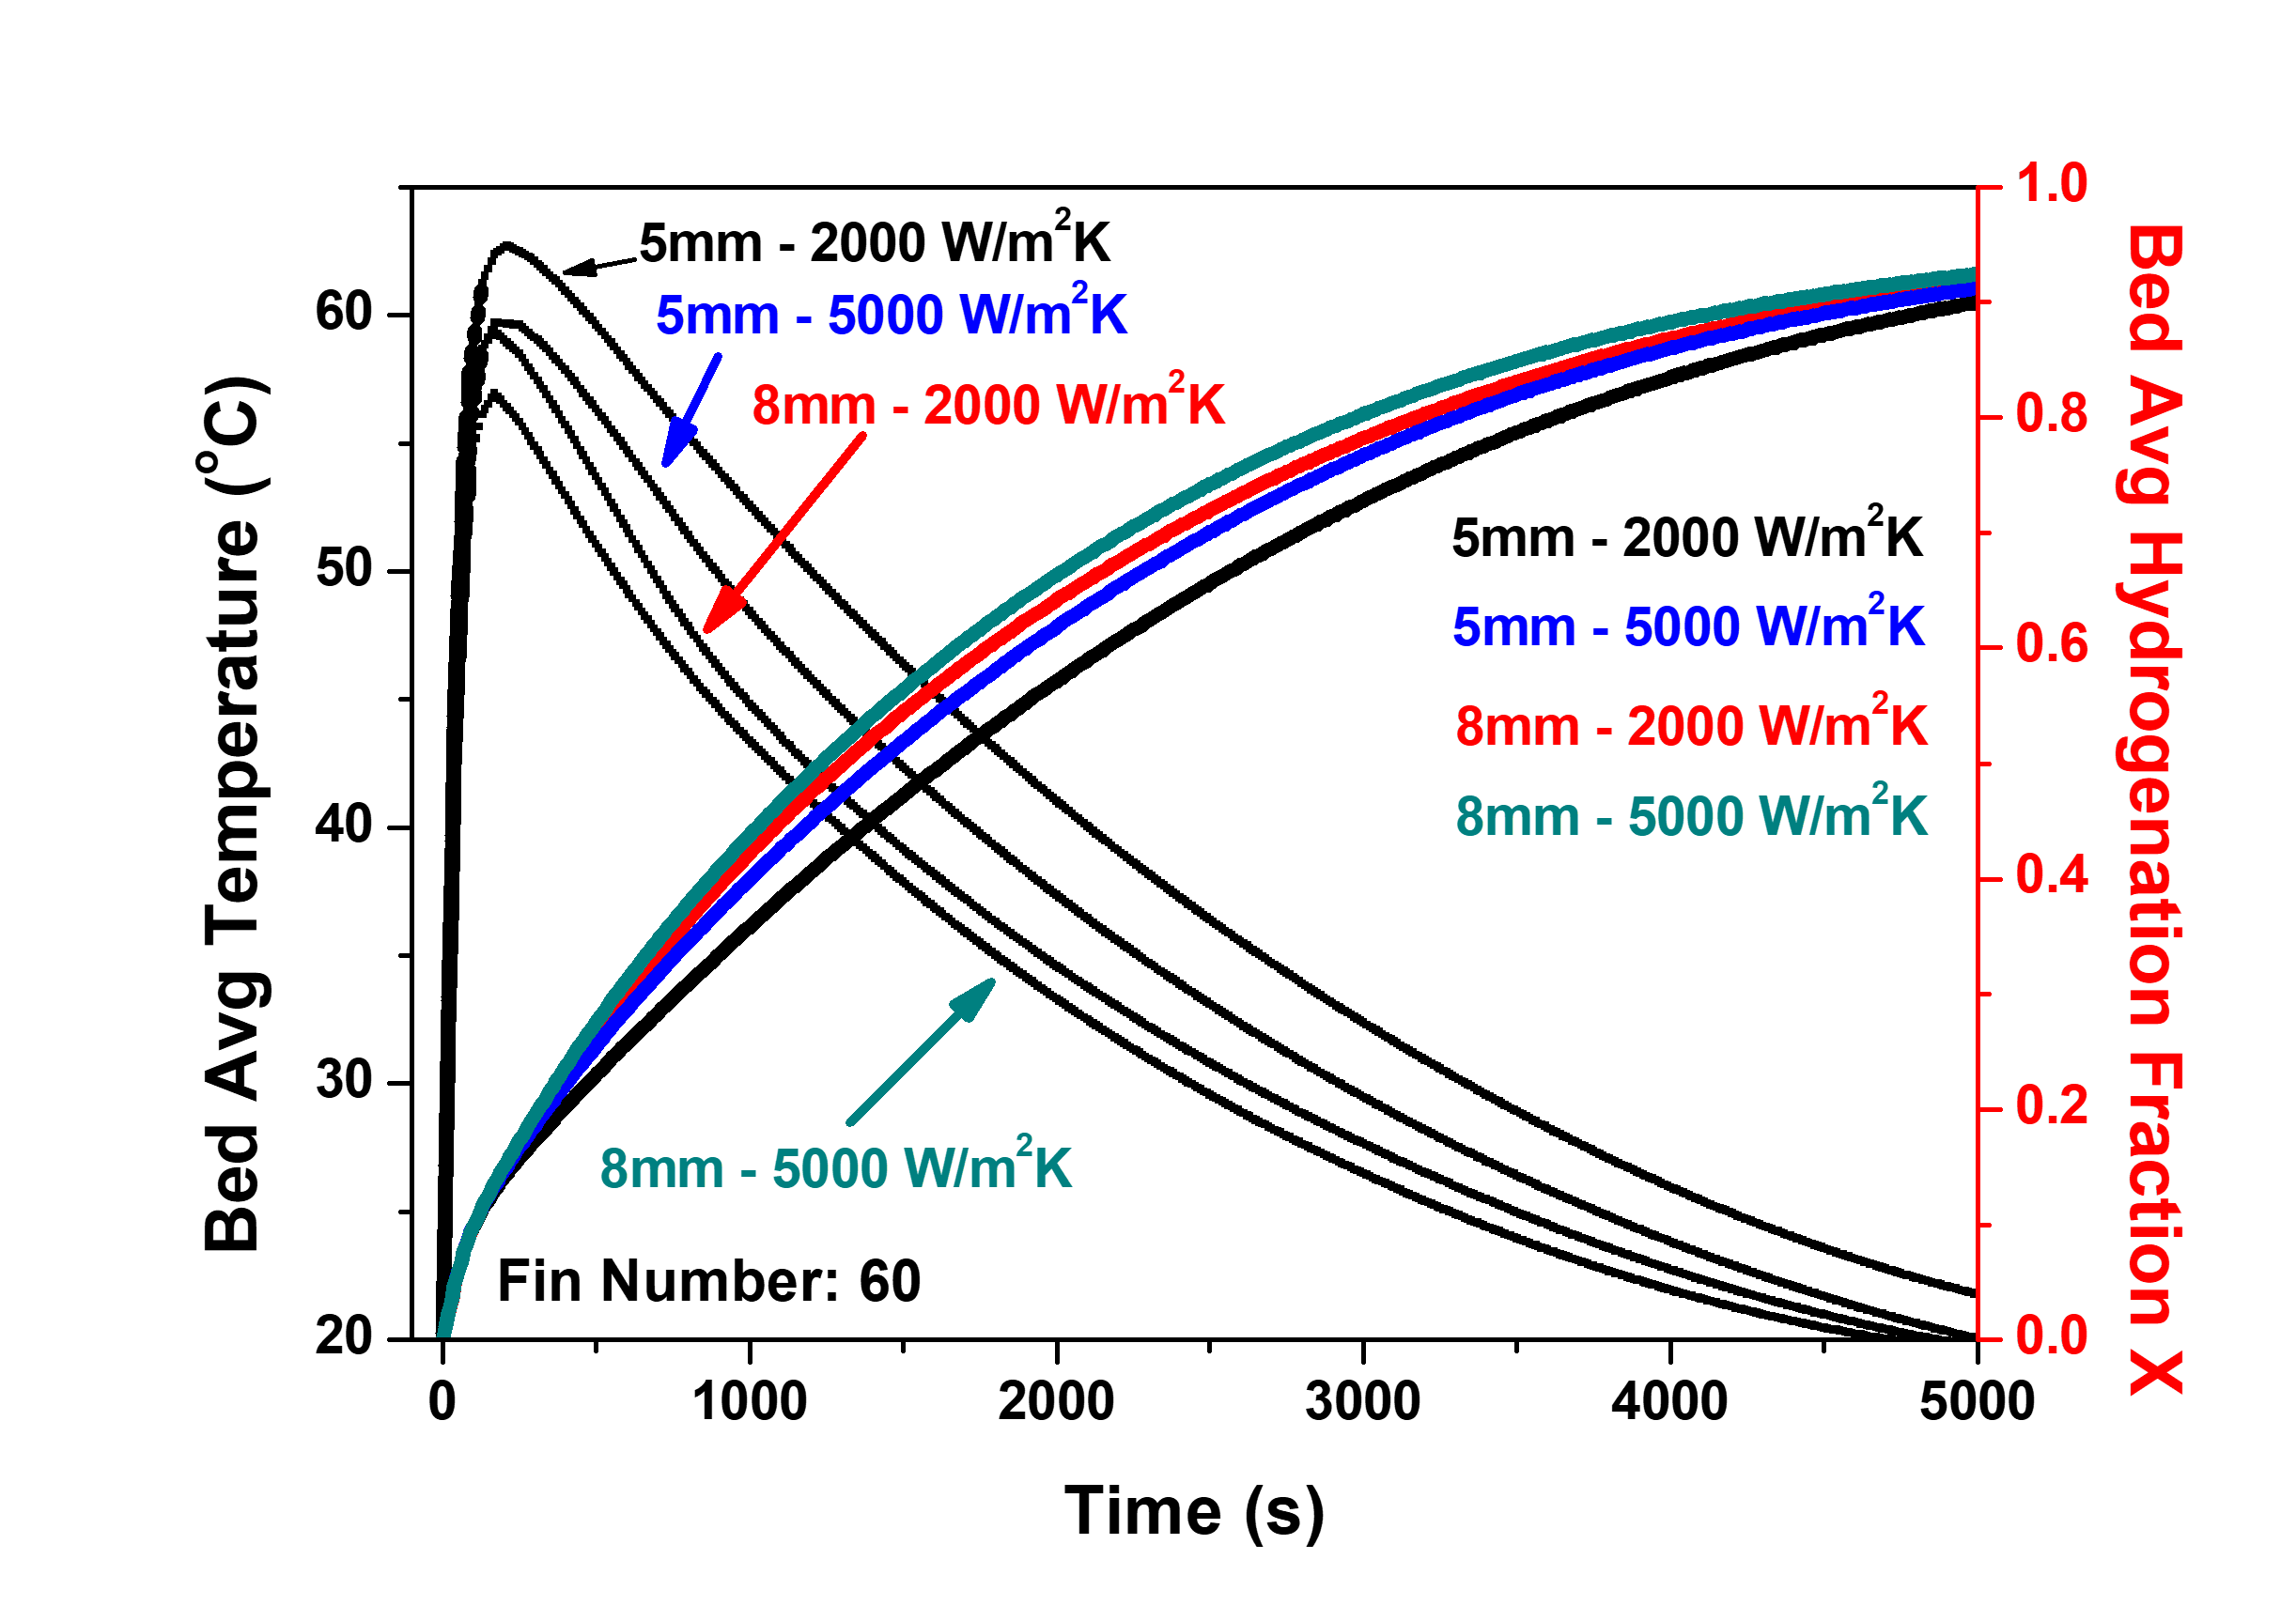 5mm - 2000 W/m²K
5mm - 5000 W/m²K
8mm - 2000 W/m²K
8mm - 5000 W/m²K
5mm - 2000 W/m²K
5mm - 5000 W/m²K
8mm - 2000 W/m²K
8mm - 5000 W/m²K
Fin Number: 60
Bed Avg Temperature (°C)
60
50
40
30
20
0
1000
2000
3000
4000
5000
Time (s)
1.0
0.8
0.6
0.4
0.2
0.0
Bed Avg Hydrogenation Fraction X